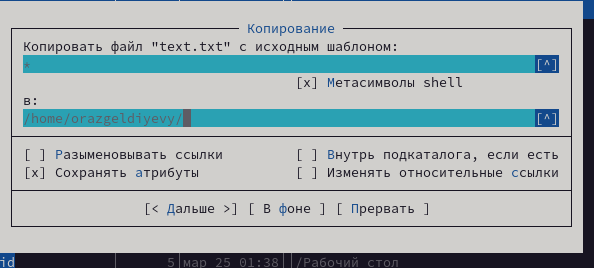 Копирование
Копировать файл "text.txt" с исходным шаблоном:
* [^]
[x] Метасимволы shell
в:
/home/orazgeldiyevy/ [^]
[ ] Разыменовывать ссылки [ ] Внутрь подкаталога, если есть
[x] Сохранять атрибуты [ ] Изменять относительные ссылки
[< Дальше >] [ В фоне ] [ Прервать ]
id 5 мар 25 01:38 /Рабочий стол